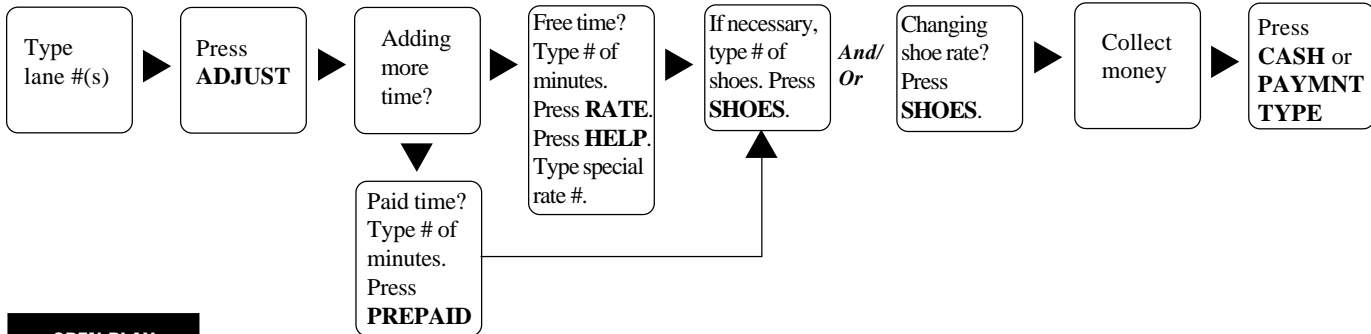 Type
lane #(s)
Press
ADJUST
Adding
more
time?
Free time?
Type # of
minutes.
Press RATE.
Press HELP.
Type special
rate #.
If necessary,
type # of
shoes. Press
SHOES.
And/
Or
Changing
shoe rate?
Press
SHOES.
Collect
money
Press
CASH or
PAYMNT
TYPE
Paid time?
Type # of
minutes.
Press
PREPAID
OPEN PLAY